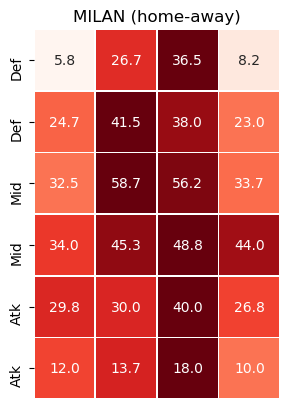 MILAN (home-away)
Def 5.8 26.7 36.5 8.2
Def 24.7 41.5 38.0 23.0
Mid 32.5 58.7 56.2 33.7
Mid 34.0 45.3 48.8 44.0
Atk 29.8 30.0 40.0 26.8
Atk 12.0 13.7 18.0 10.0